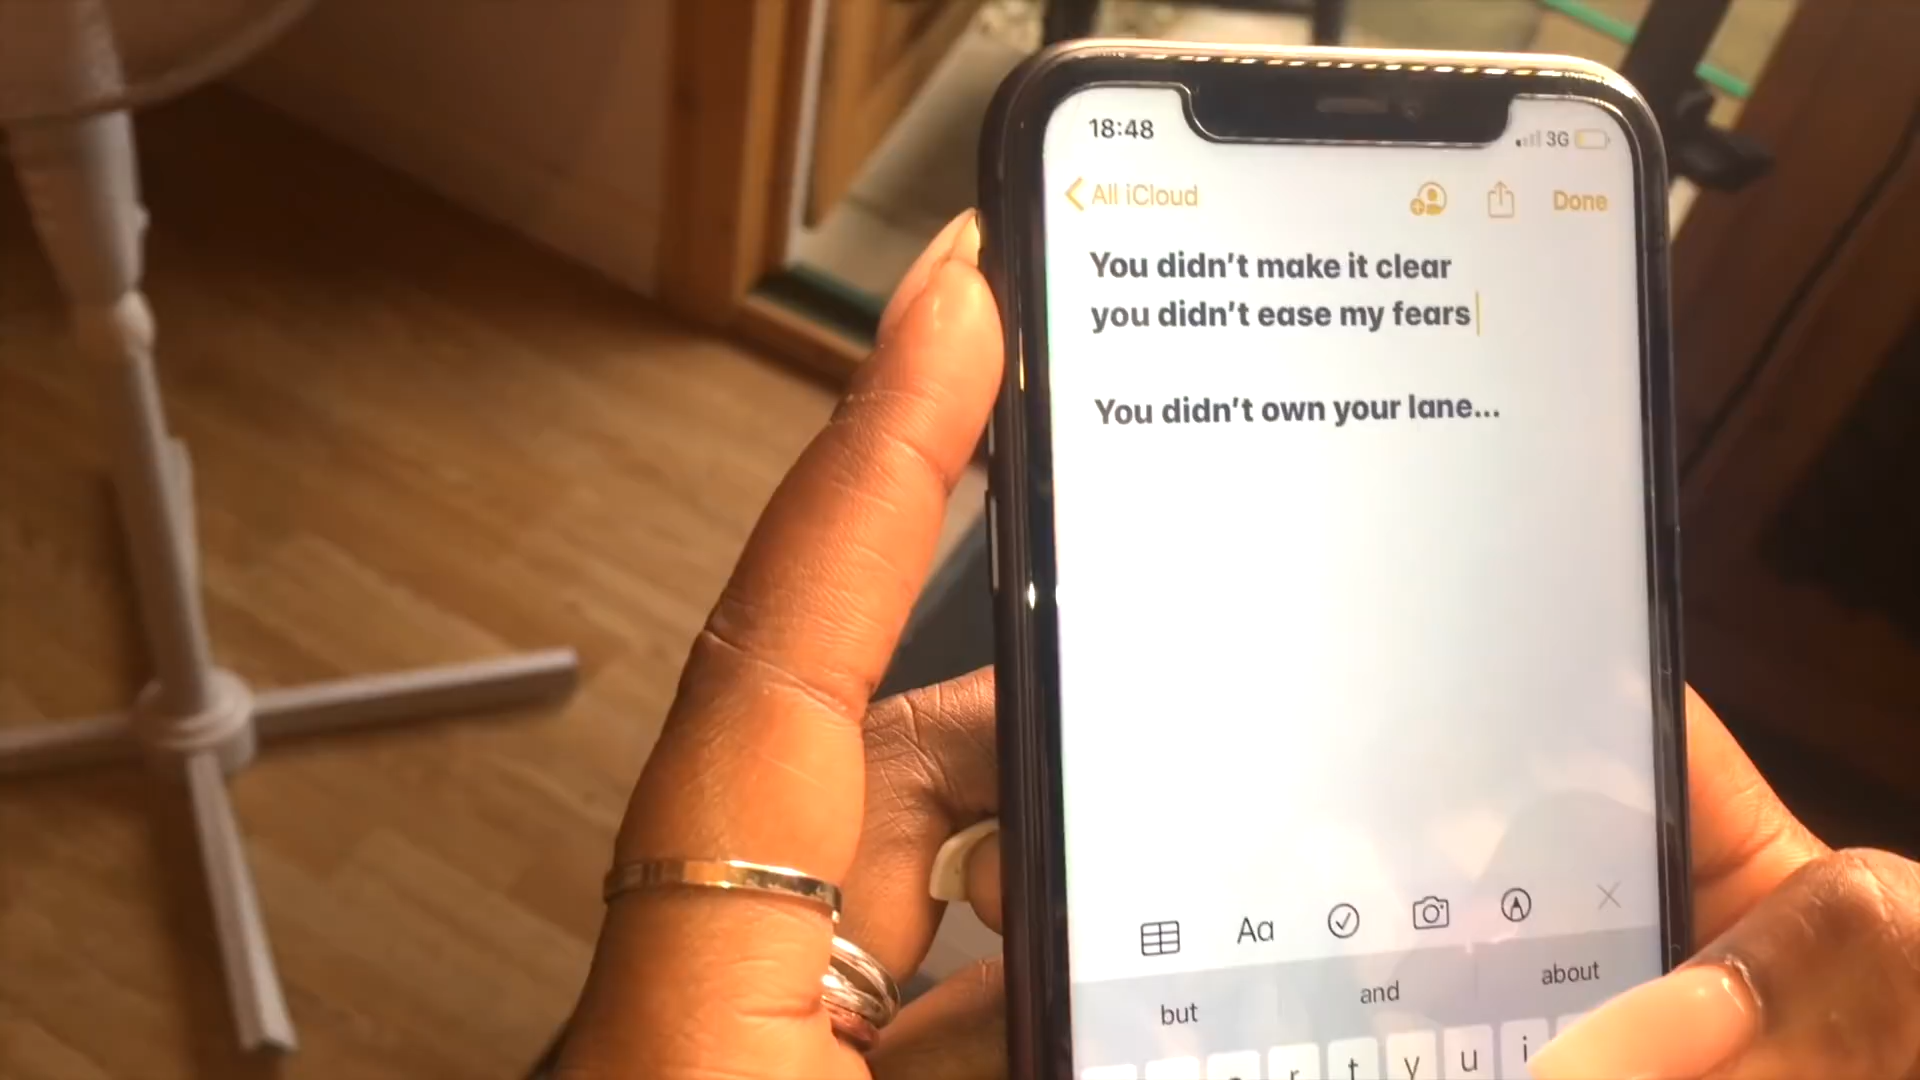 18:48
3G
All iCloud
Done
You didn't make it clear
you didn't ease my fears
You didn't own your lane...
Aa
but
and
about
r
t
y
u
i